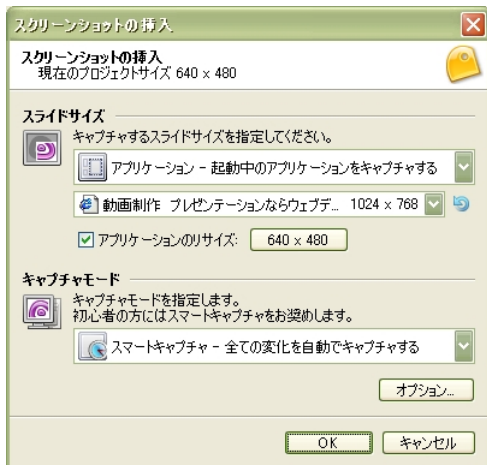 スクリーンショットの挿入
スクリーンショットの挿入
現在のプロジェクトサイズ 640 x 480
スライドサイズ
キャプチャするスライドサイズを指定してください。
アプリケーション - 起動中のアプリケーションをキャプチャする
動画制作 プレゼンテーションならウェブデ... 1024 x 768
アプリケーションのリサイズ: 640 x 480
キャプチャモード
キャプチャモードを指定します。
初心者の方にはスマートキャプチャをお奨めします。
スマートキャプチャ - 全ての変化を自動でキャプチャする
オプション...
OK キャンセル